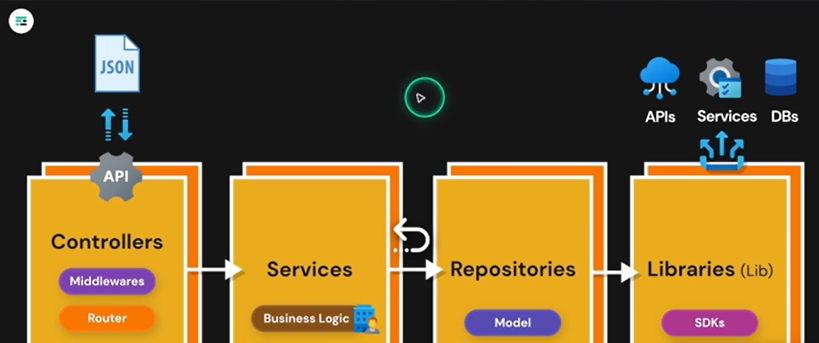 JSON
APIs
Services
DBs
API
Controllers
Middlewares
Router
Services
Business Logic
Repositories
Model
Libraries (Lib)
SDKs